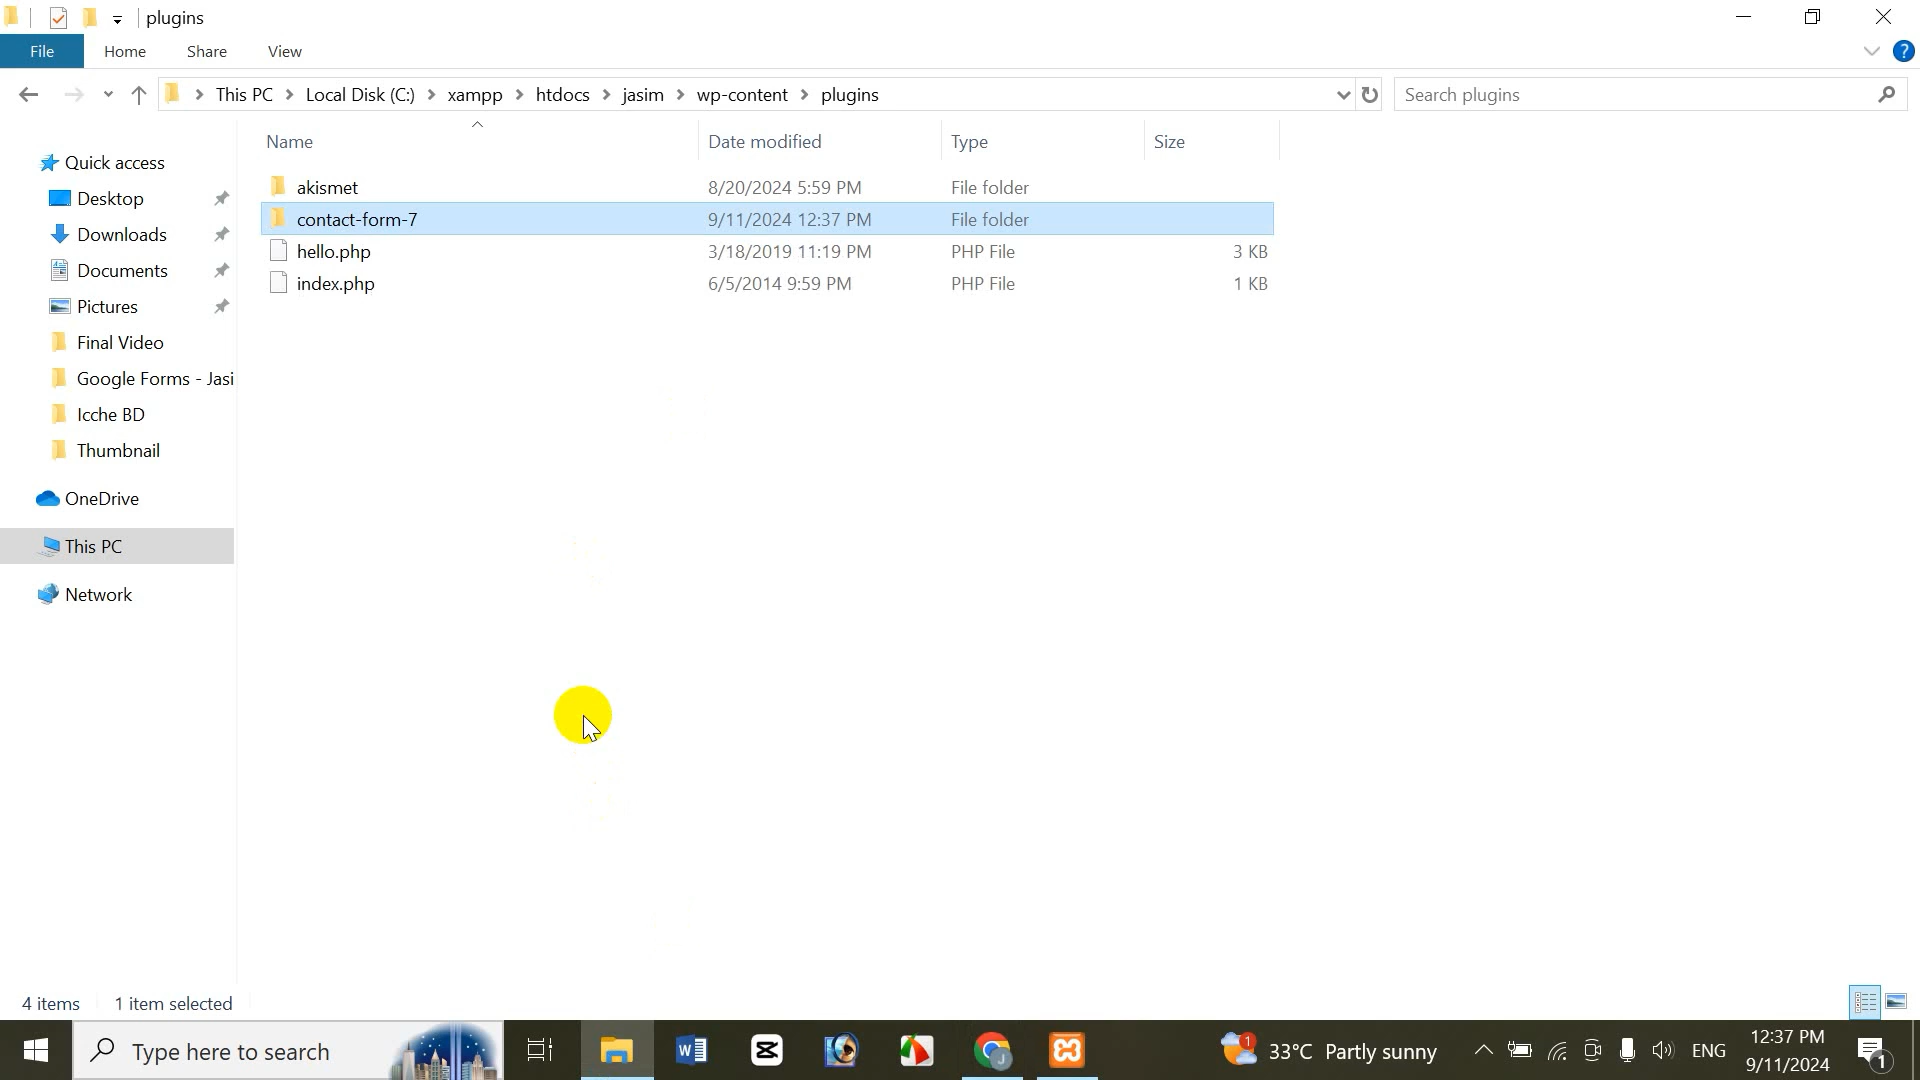 plugins
File Home Share View
This PC Local Disk (C:) xampp htdocs jasim wp-content plugins
Search plugins
Name Date modified Type Size
akismet 8/20/2024 5:59 PM File folder
contact-form-7 9/11/2024 12:37 PM File folder
hello.php 3/18/2019 11:19 PM PHP File 3 KB
index.php 6/5/2014 9:59 PM PHP File 1 KB
Quick access
Desktop
Downloads
Documents
Pictures
Final Video
Google Forms - Jasi
Icche BD
Thumbnail
OneDrive
This PC
Network
4 items 1 item selected
Type here to search
1
33°C Partly sunny
ENG
12:37 PM
9/11/2024
1